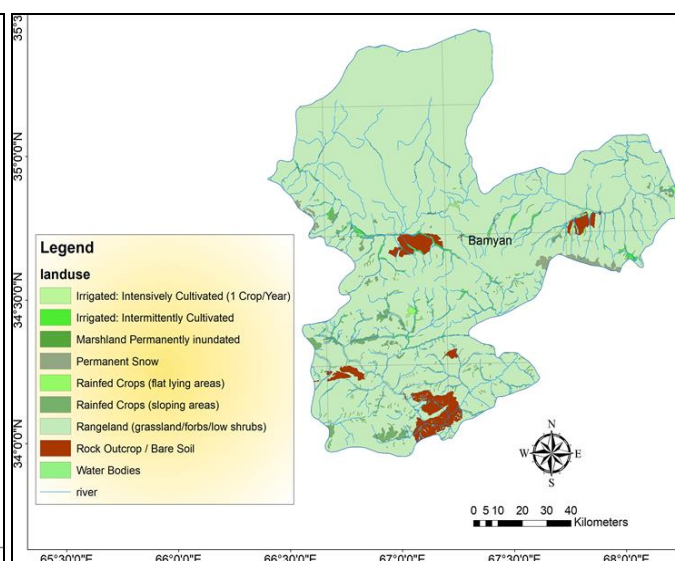 35°3
35°0'0"N
34°30'0"N
34°0'0"N
Bamyan
Legend
landuse
Irrigated: Intensively Cultivated (1 Crop/Year)
Irrigated: Intermittently Cultivated
Marshland Permanently inundated
Permanent Snow
Rainfed Crops (flat lying areas)
Rainfed Crops (sloping areas)
Rangeland (grassland/forbs/low shrubs)
Rock Outcrop / Bare Soil
Water Bodies
river
N
W E
S
0 5 10 20 30 40
Kilometers
65°30'0"E 66°0'0"E 66°30'0"E 67°0'0"E 67°30'0"E 68°0'0"E